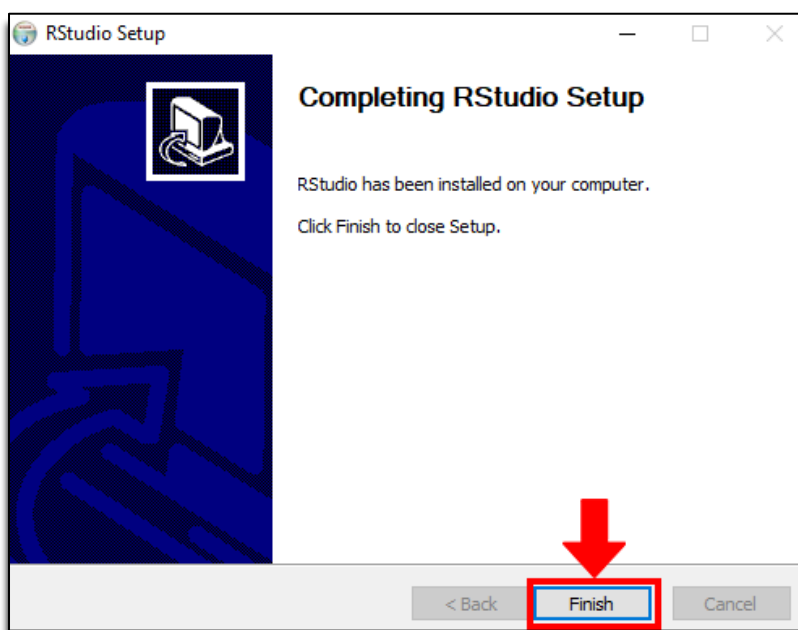 RStudio Setup
Completing RStudio Setup
RStudio has been installed on your computer.
Click Finish to close Setup.
< Back
Finish
Cancel